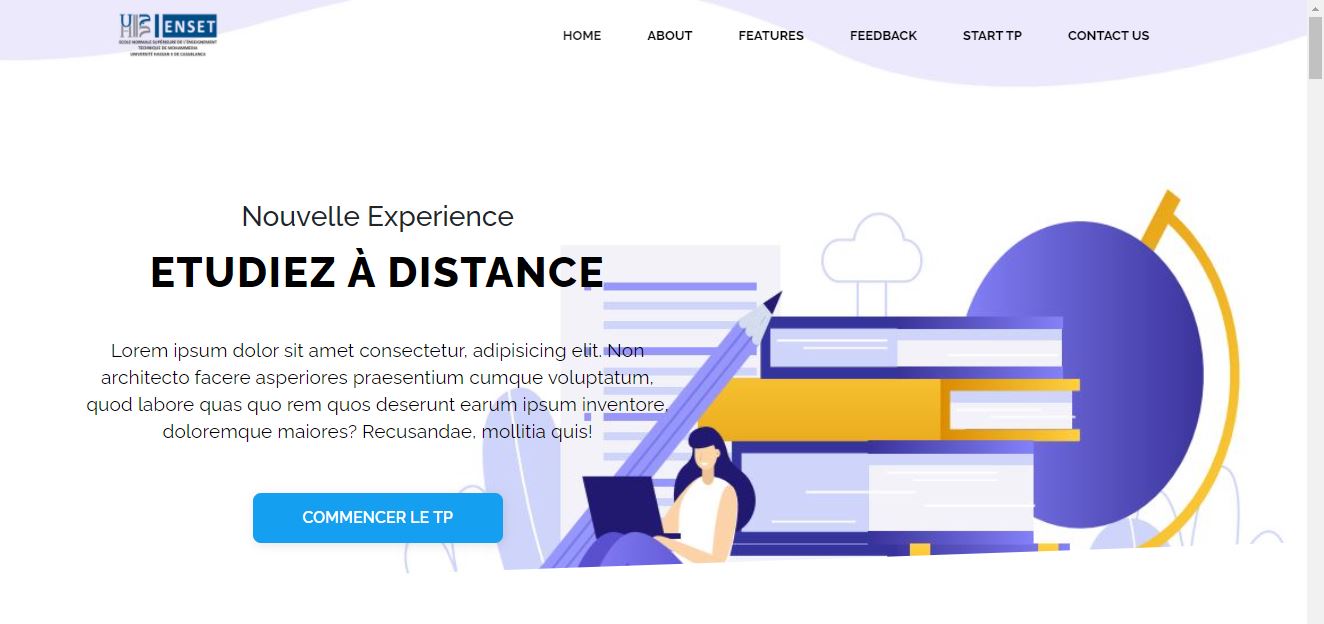 ENSET
ECOLE NORMALE SUPÉRIEURE DE L'ENSEIGNEMENT
TECHNIQUE DE MOHAMMEDIA
UNIVERSITÉ HASSAN II DE CASABLANCA
HOME ABOUT FEATURES FEEDBACK START TP CONTACT US
Nouvelle Experience
ETUDIEZ À DISTANCE
Lorem ipsum dolor sit amet consectetur, adipisicing elit. Non
architecto facere asperiores praesentium cumque voluptatum,
quod labore quas quo rem quos deserunt earum ipsum inventore,
doloremque maiores? Recusandae, mollitia quis!
COMMENCER LE TP